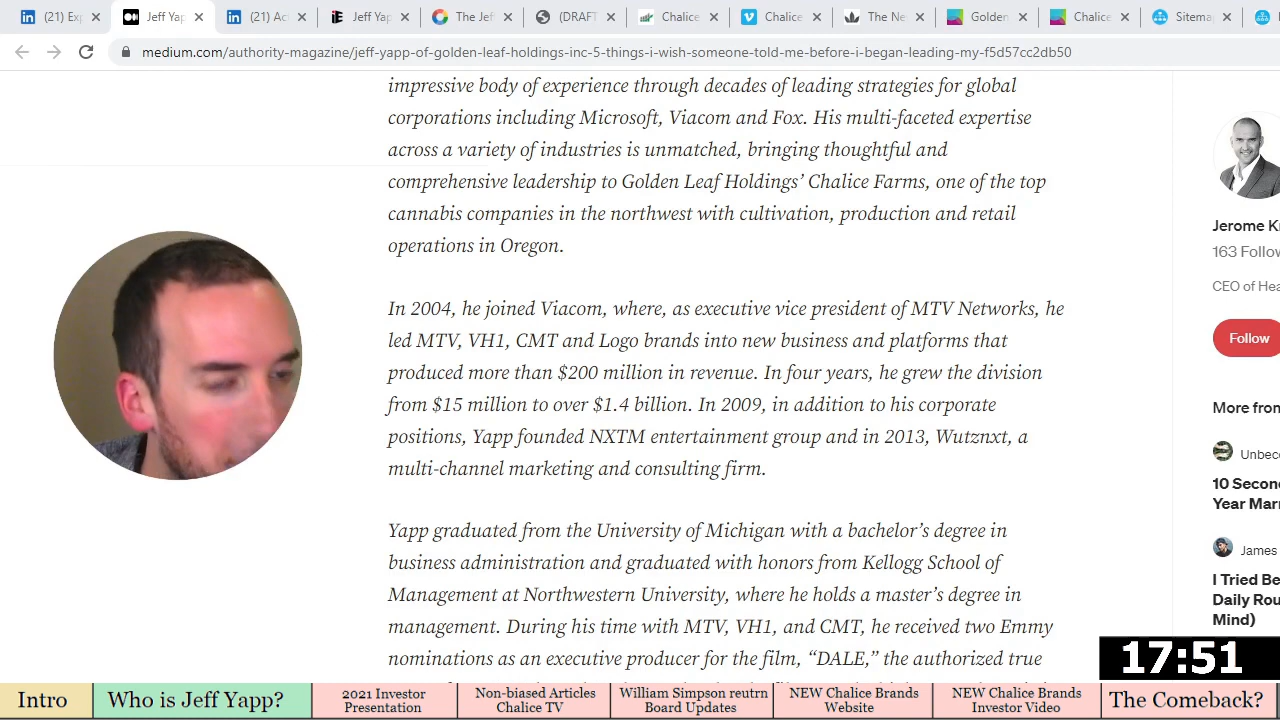 (21) Exp
Jeff Yap
(21) Act
Jeff Yap
The Jeff
(DRAFT
Chalice
Chalice
The Ne
Golden
Chalice
Sitema
medium.com/authority-magazine/jeff-yapp-of-golden-leaf-holdings-inc-5-things-i-wish-someone-told-me-before-i-began-leading-my-f5d57cc2db50
impressive body of experience through decades of leading strategies for global
corporations including Microsoft, Viacom and Fox. His multi-faceted expertise
across a variety of industries is unmatched, bringing thoughtful and
comprehensive leadership to Golden Leaf Holdings’ Chalice Farms, one of the top
cannabis companies in the northwest with cultivation, production and retail
operations in Oregon.
In 2004, he joined Viacom, where, as executive vice president of MTV Networks, he
led MTV, VH1, CMT and Logo brands into new business and platforms that
produced more than $200 million in revenue. In four years, he grew the division
from $15 million to over $1.4 billion. In 2009, in addition to his corporate
positions, Yapp founded NXTM entertainment group and in 2013, Wutznxt, a
multi-channel marketing and consulting firm.
Yapp graduated from the University of Michigan with a bachelor’s degree in
business administration and graduated with honors from Kellogg School of
Management at Northwestern University, where he holds a master’s degree in
management. During his time with MTV, VH1, and CMT, he received two Emmy
nominations as an executive producer for the film, “DALE,” the authorized true
Jerome Kn
163 Follow
CEO of Hea
Follow
More from
Unbeco
10 Secon
Year Marr
James
I Tried Be
Daily Rou
Mind)
17:51
Intro
Who is Jeff Yapp?
2021 Investor
Presentation
Non-biased Articles
Chalice TV
William Simpson reutrn
Board Updates
NEW Chalice Brands
Website
NEW Chalice Brands
Investor Video
The Comeback?